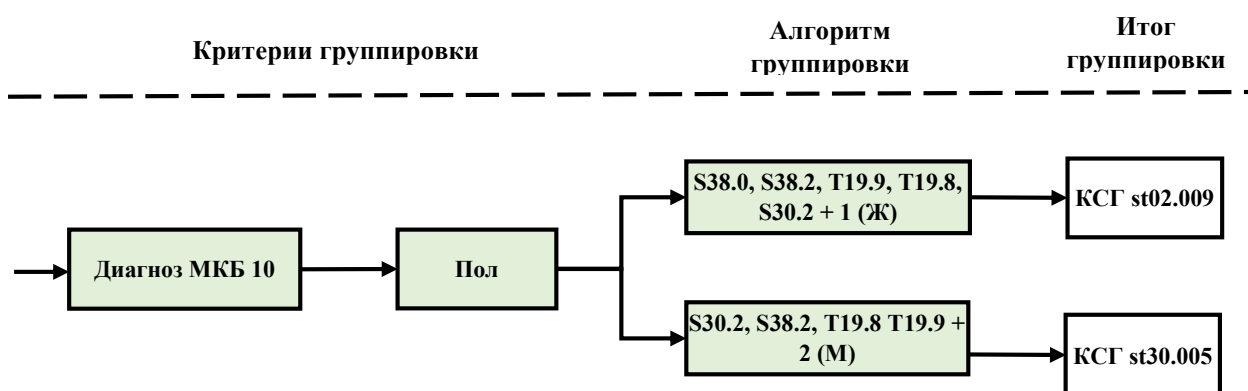 Критерии группировки
Алгоритм
группировки
Итог
группировки
Диагноз МКБ 10
Пол
S38.0, S38.2, T19.9, T19.8,
S30.2 + 1 (Ж)
КСГ st02.009
S30.2, S38.2, T19.8 T19.9 +
2 (М)
КСГ st30.005